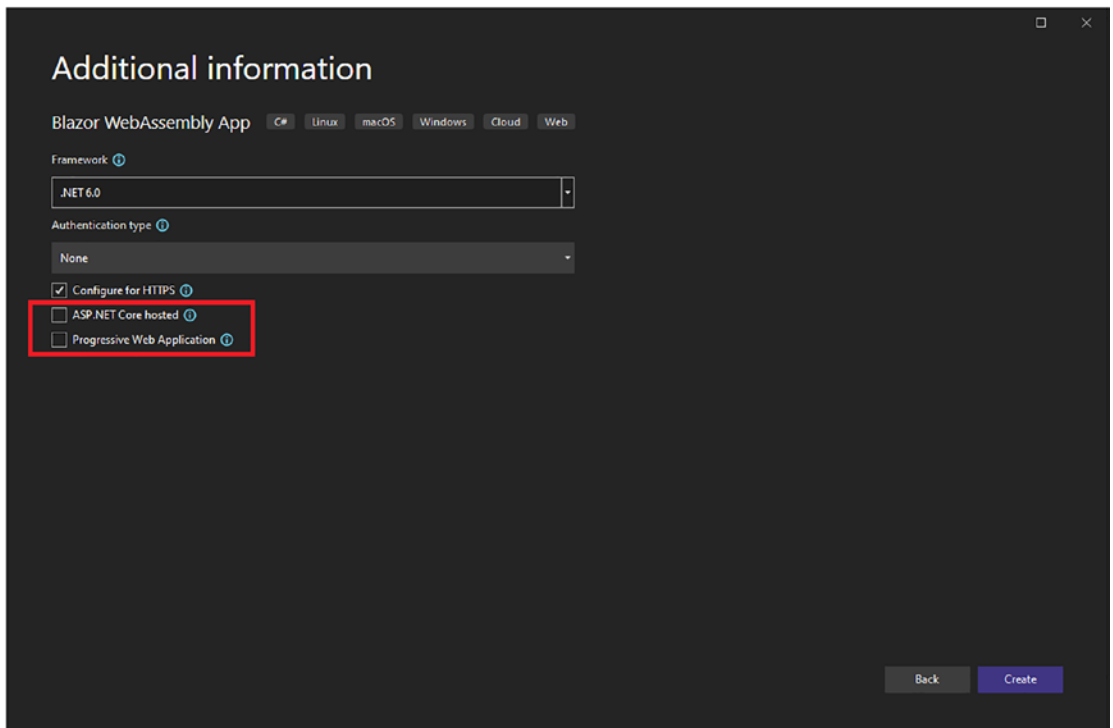 Additional information
Blazor WebAssembly App C# Linux macOS Windows Cloud Web
Framework
.NET 6.0
Authentication type
None
Configure for HTTPS
ASP.NET Core hosted
Progressive Web Application
Back Create